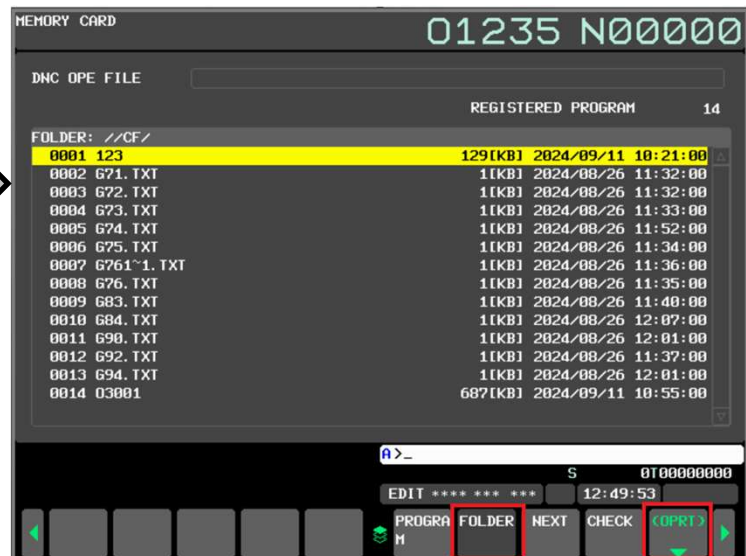 MEMORY CARD
O1235 N00000
DNC OPE FILE
REGISTERED PROGRAM 14
FOLDER: //CF/
0001 123 129[KB] 2024/09/11 10:21:00
0002 G71.TXT 1[KB] 2024/08/26 11:32:00
0003 G72.TXT 1[KB] 2024/08/26 11:32:00
0004 G73.TXT 1[KB] 2024/08/26 11:33:00
0005 G74.TXT 1[KB] 2024/08/26 11:52:00
0006 G75.TXT 1[KB] 2024/08/26 11:34:00
0007 G761~1.TXT 1[KB] 2024/08/26 11:36:00
0008 G76.TXT 1[KB] 2024/08/26 11:35:00
0009 G83.TXT 1[KB] 2024/08/26 11:40:00
0010 G84.TXT 1[KB] 2024/08/26 12:07:00
0011 G90.TXT 1[KB] 2024/08/26 12:01:00
0012 G92.TXT 1[KB] 2024/08/26 11:37:00
0013 G94.TXT 1[KB] 2024/08/26 12:01:00
0014 O3001 687[KB] 2024/09/11 10:55:00
A>_
S 0T00000000
EDIT **** *** *** 12:49:53
PROGRA FOLDER NEXT CHECK (OPRT)
M